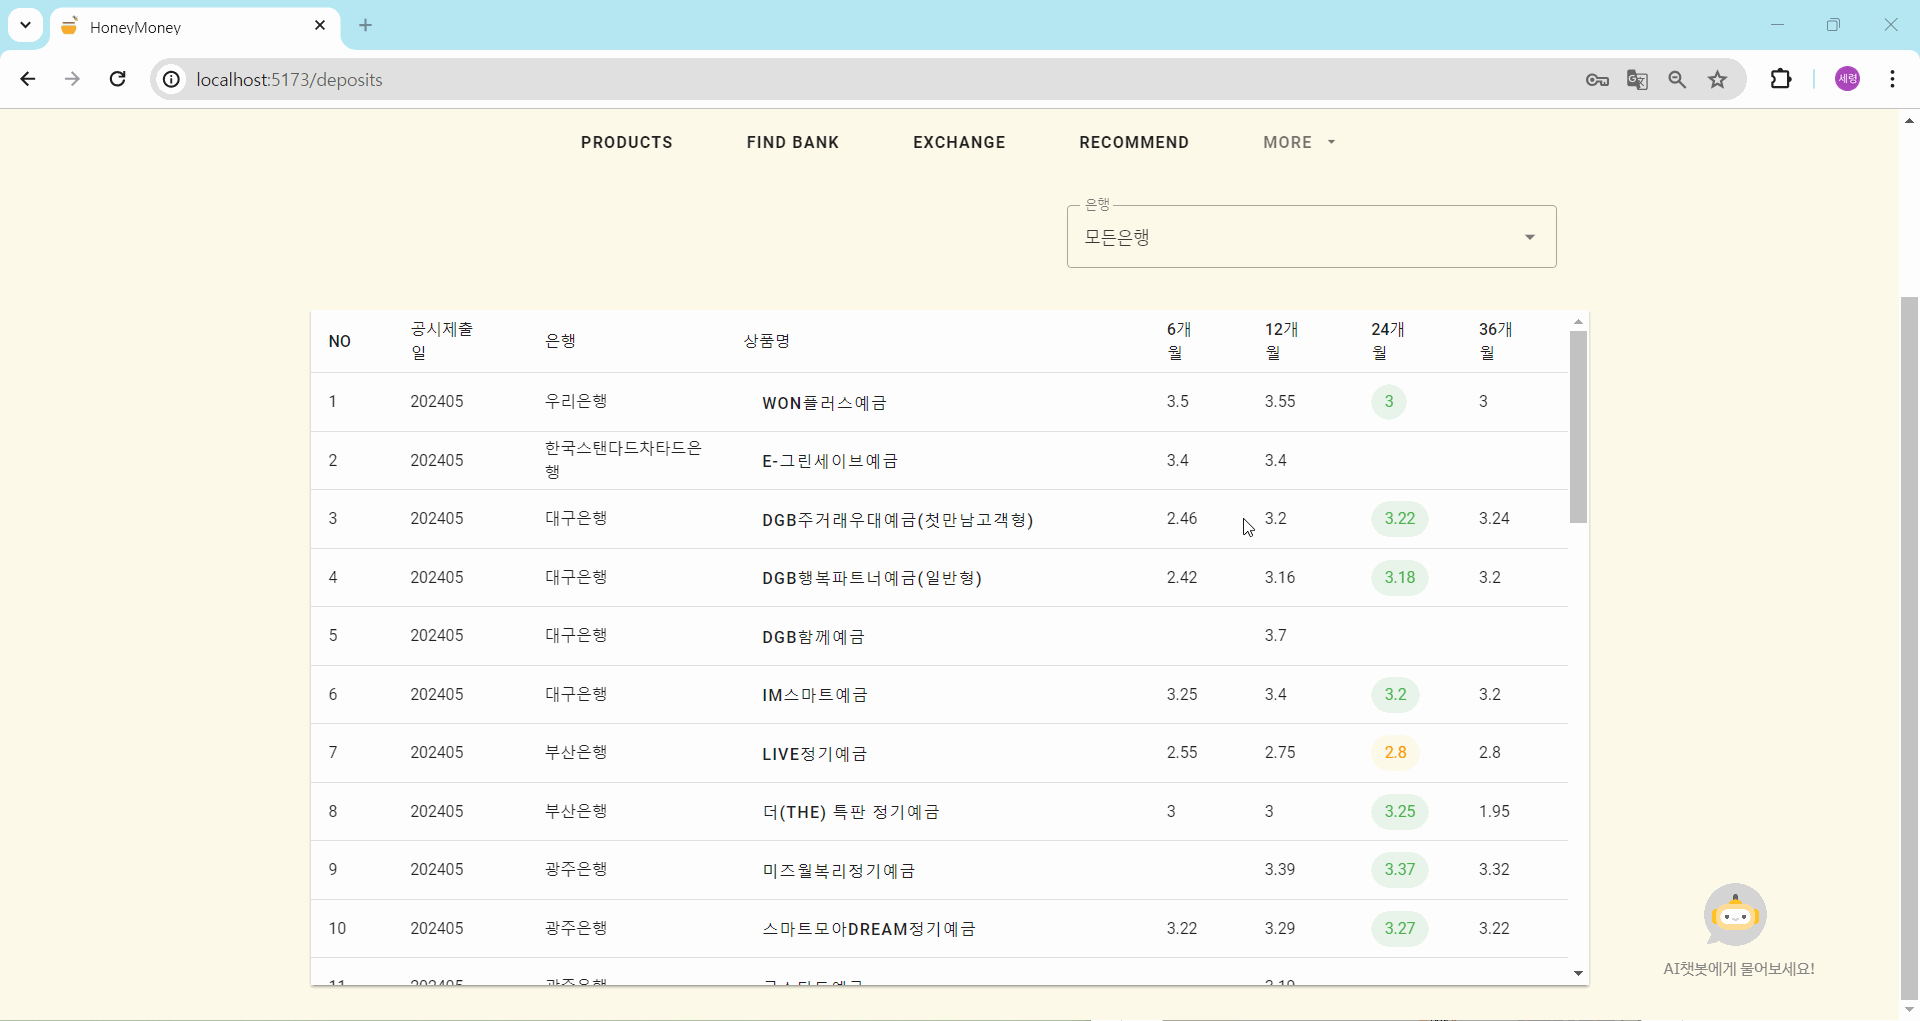 HoneyMoney
localhost:5173/deposits
세령
PRODUCTS FIND BANK EXCHANGE RECOMMEND MORE
은행
모든은행
NO 공시제출일 은행 상품명 6개월 12개월 24개월 36개월
1 202405 우리은행 WON플러스예금 3.5 3.55 3 3
2 202405 한국스탠다드차타드은행 E-그린세이브예금 3.4 3.4
3 202405 대구은행 DGB주거래우대예금(첫만남고객형) 2.46 3.2 3.22 3.24
4 202405 대구은행 DGB행복파트너예금(일반형) 2.42 3.16 3.18 3.2
5 202405 대구은행 DGB함께예금 3.7
6 202405 대구은행 IM스마트예금 3.25 3.4 3.2 3.2
7 202405 부산은행 LIVE정기예금 2.55 2.75 2.8 2.8
8 202405 부산은행 더(THE) 특판 정기예금 3 3 3.25 1.95
9 202405 광주은행 미즈월복리정기예금 3.39 3.37 3.32
10 202405 광주은행 스마트모아DREAM정기예금 3.22 3.29 3.27 3.22
11 202405 광주은행
AI챗봇에게 물어보세요!